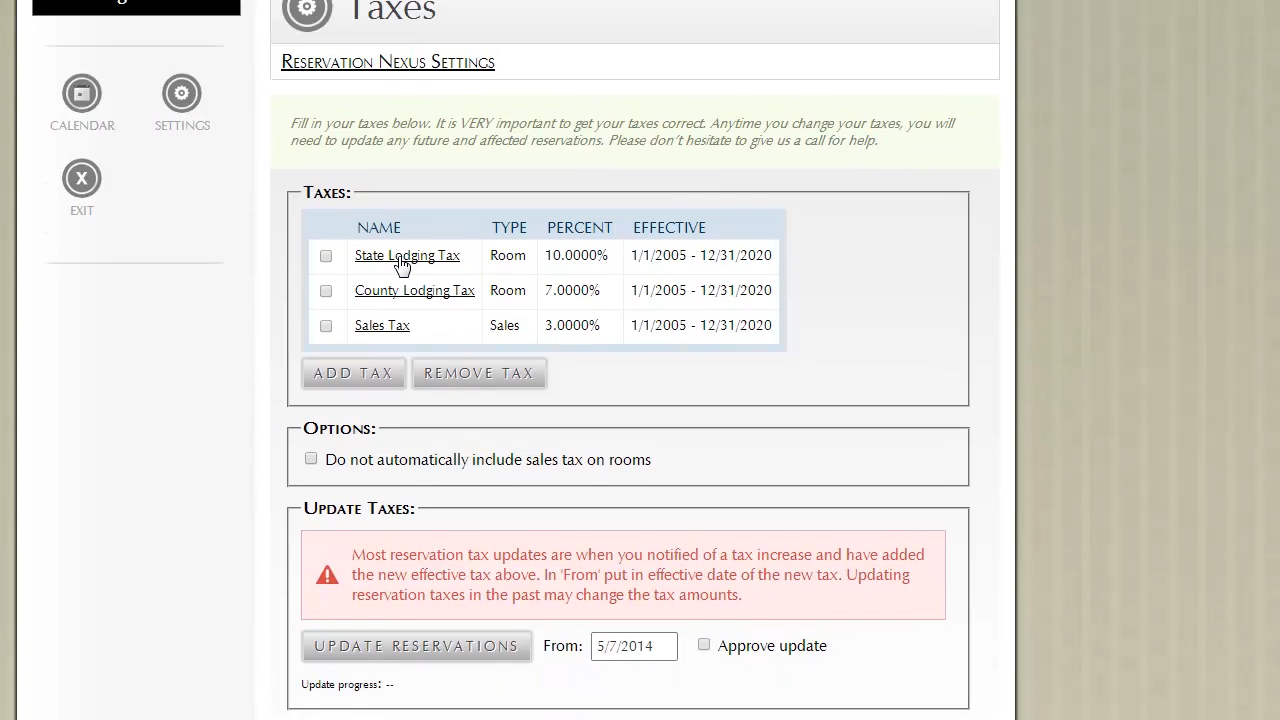 Taxes
Reservation Nexus Settings
CALENDAR
SETTINGS
X
EXIT
Fill in your taxes below. It is VERY important to get your taxes correct. Anytime you change your taxes, you will
need to update any future and affected reservations. Please don't hesitate to give us a call for help.
Taxes:
NAME TYPE PERCENT EFFECTIVE
State Lodging Tax Room 10.0000% 1/1/2005 - 12/31/2020
County Lodging Tax Room 7.0000% 1/1/2005 - 12/31/2020
Sales Tax Sales 3.0000% 1/1/2005 - 12/31/2020
ADD TAX REMOVE TAX
Options:
Do not automatically include sales tax on rooms
Update Taxes:
Most reservation tax updates are when you notified of a tax increase and have added
the new effective tax above. In 'From' put in effective date of the new tax. Updating
reservation taxes in the past may change the tax amounts.
UPDATE RESERVATIONS From: 5/7/2014 Approve update
Update progress: --